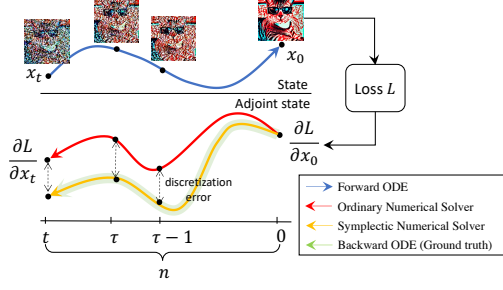 x_t
x_0
Loss L
State
Adjoint state
∂L
∂x_t
∂L
∂x_0
discretization
error
Forward ODE
Ordinary Numerical Solver
Symplectic Numerical Solver
Backward ODE (Ground truth)
t
τ
τ − 1
0
n